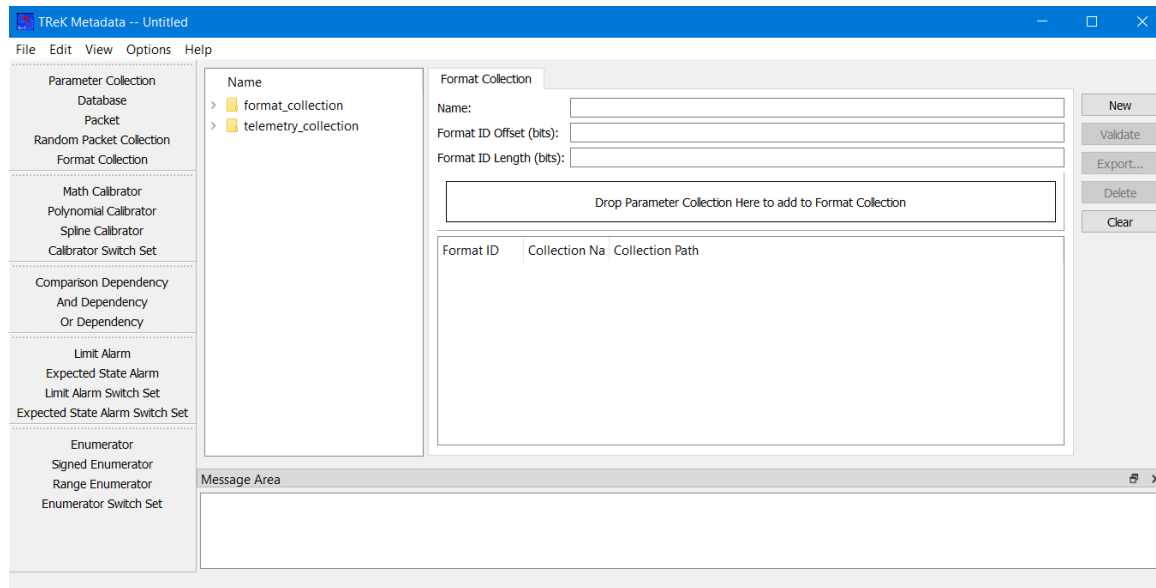 TReK Metadata -- Untitled
File Edit View Options Help
Parameter Collection
Database
Packet
Random Packet Collection
Format Collection
Math Calibrator
Polynomial Calibrator
Spline Calibrator
Calibrator Switch Set
Comparison Dependency
And Dependency
Or Dependency
Limit Alarm
Expected State Alarm
Limit Alarm Switch Set
Expected State Alarm Switch Set
Enumerator
Signed Enumerator
Range Enumerator
Enumerator Switch Set
Name
format_collection
telemetry_collection
Format Collection
Name:
Format ID Offset (bits):
Format ID Length (bits):
Drop Parameter Collection Here to add to Format Collection
Format ID Collection Na Collection Path
New
Validate
Export...
Delete
Clear
Message Area